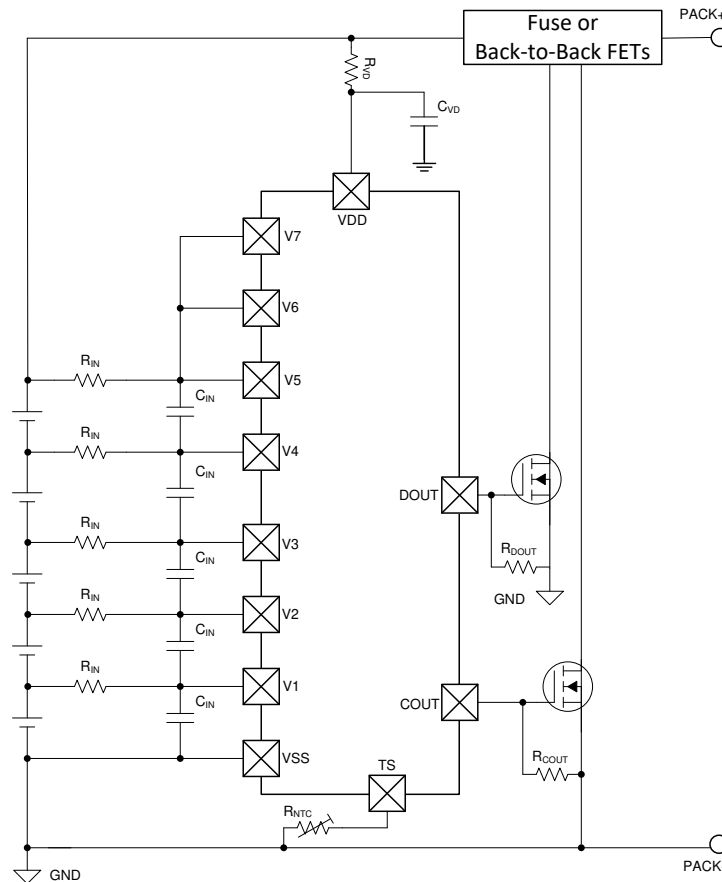 Fuse or
Back-to-Back FETs
PACK+
RVD
CVD
VDD
V7
V6
RIN
V5
CIN
RIN
V4
CIN
DOUT
RIN
V3
RDOUT
CIN
GND
RIN
V2
CIN
RIN
V1
COUT
CIN
VSS
TS
RCOUT
RNTC
GND
PACK